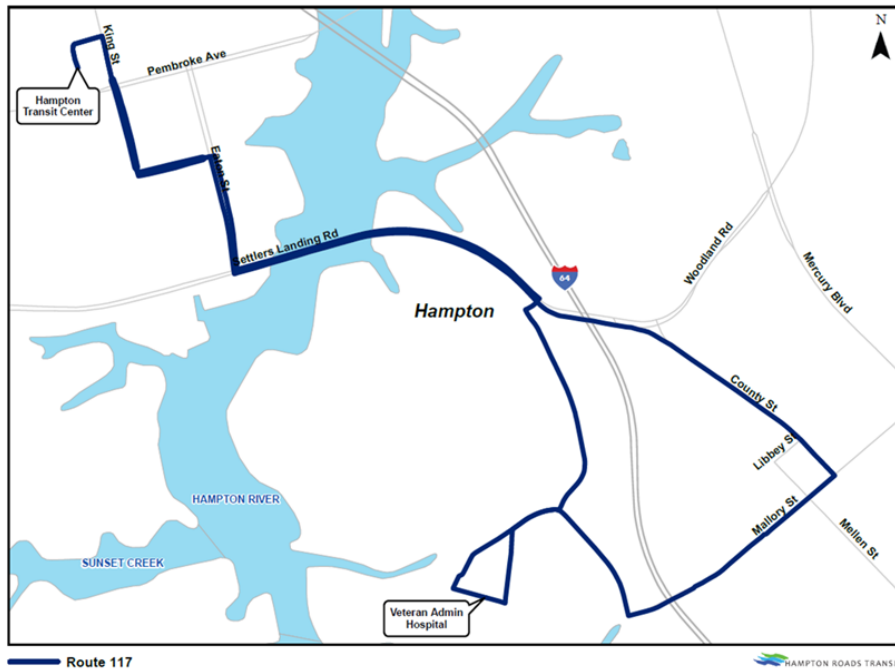 N
King St
Pembroke Ave
Hampton
Transit Center
Eaton St
Settlers Landing Rd
64
Woodland Rd
Mercury Blvd
Hampton
County St
Libbey St
HAMPTON RIVER
Mallory St
Mellen St
SUNSET CREEK
Veteran Admin
Hospital
Route 117
HAMPTON ROADS TRANS